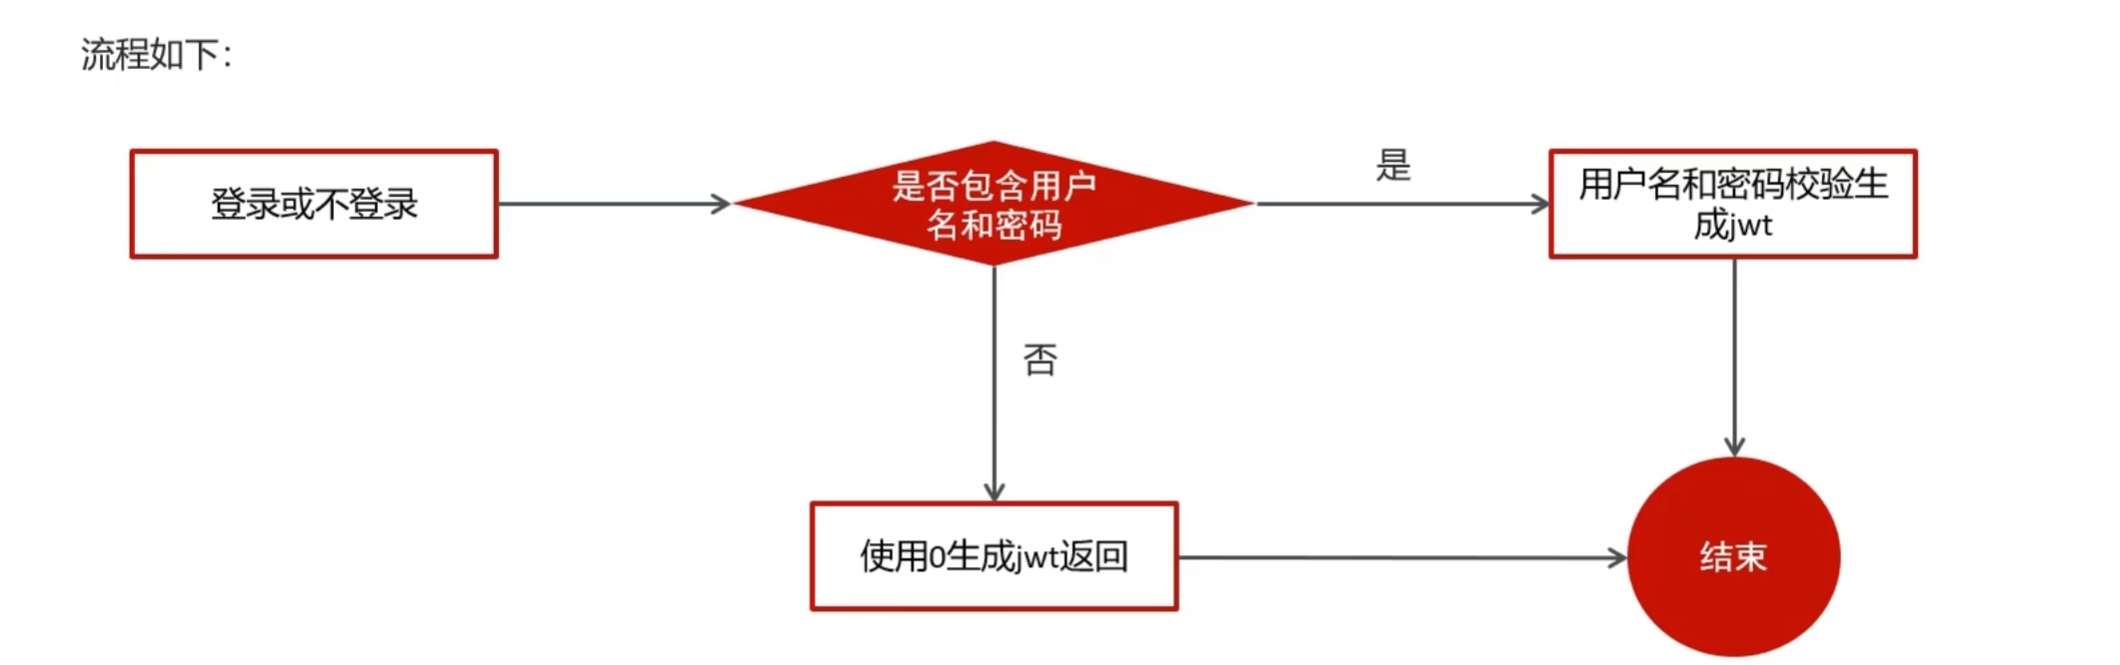 流程如下：
登录或不登录
是否包含用户
名和密码
是
用户名和密码校验生
成jwt
否
使用0生成jwt返回
结束